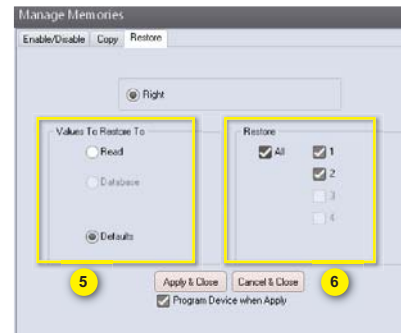 Manage Memories
Enable/Disable Copy Restore
Right
Values To Restore To
Read
Database
Defaults
Restore
All 1
2
3
4
5
6
Apply & Close Cancel & Close
Program Device when Apply